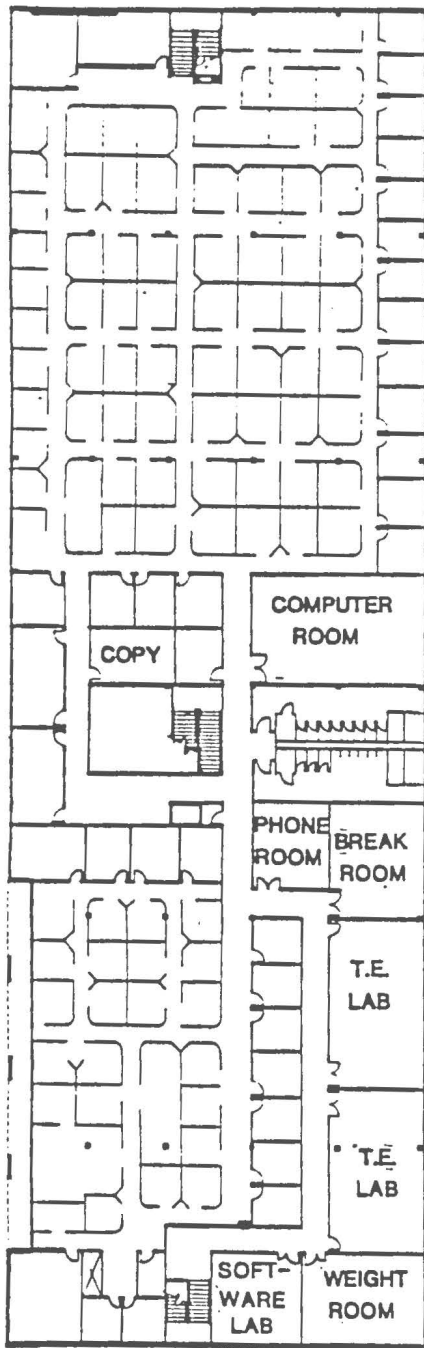 COMPUTER
ROOM
COPY
PHONE
ROOM
BREAK
ROOM
T.E.
LAB
T.E.
LAB
SOFT-
WARE
LAB
WEIGHT
ROOM